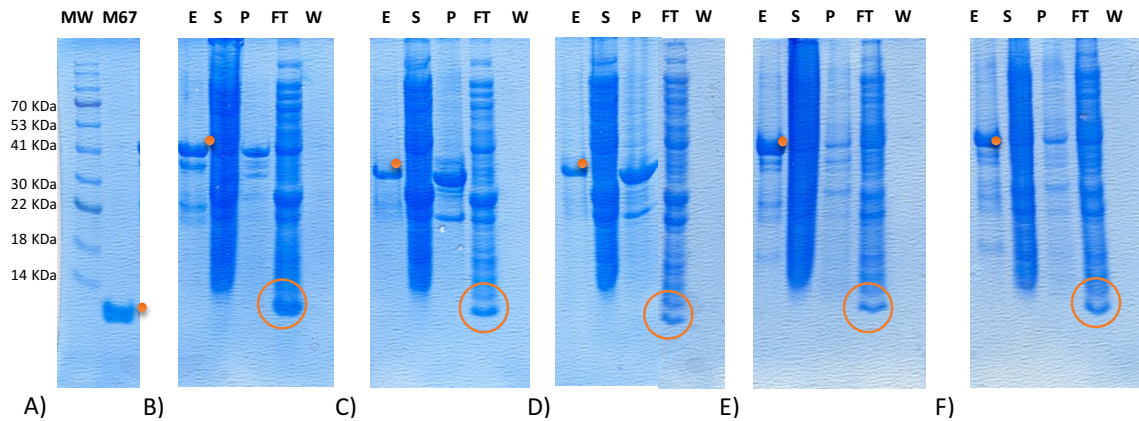 MW M67 E S P FT W E S P FT W E S P FT W E S P FT W E S P FT W
70 KDa
53 KDa
41 KDa
30 KDa
22 KDa
18 KDa
14 KDa
A) B) C) D) E) F)